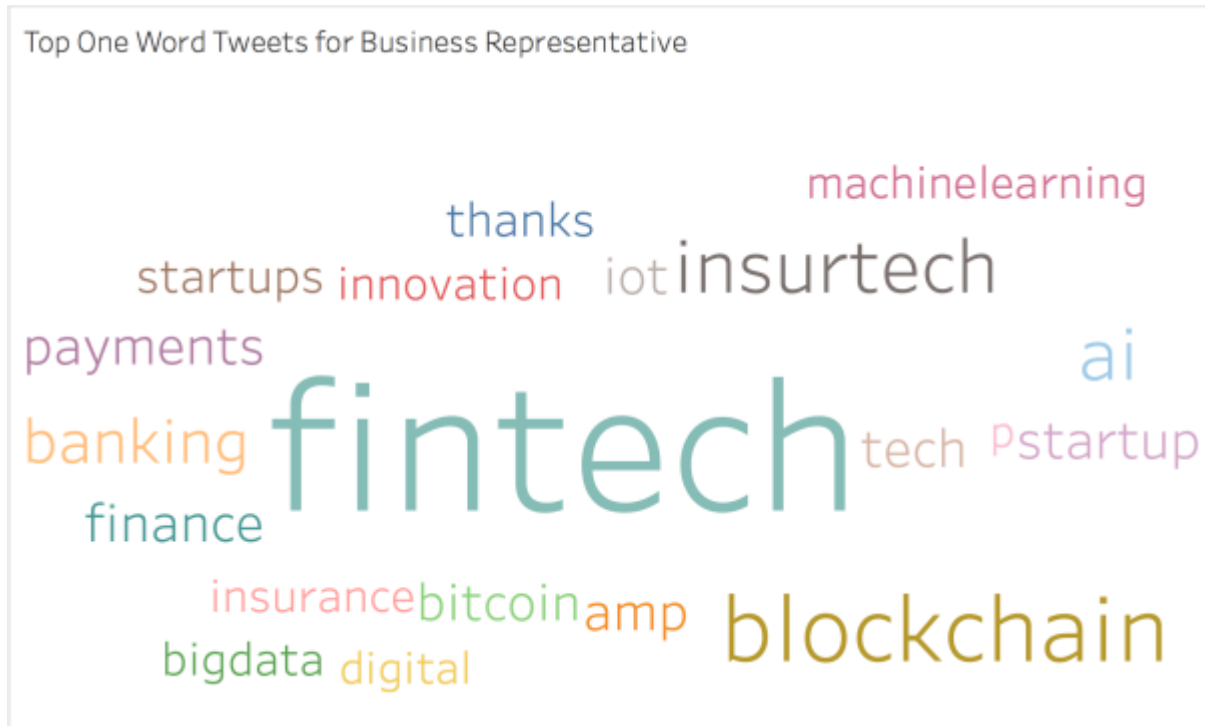 Top One Word Tweets for Business Representative
machinelearning
thanks
insurtech
startups innovation iot
payments
ai
fintech
banking
tech pstartup
finance
insurance bitcoin amp
blockchain
bigdata digital